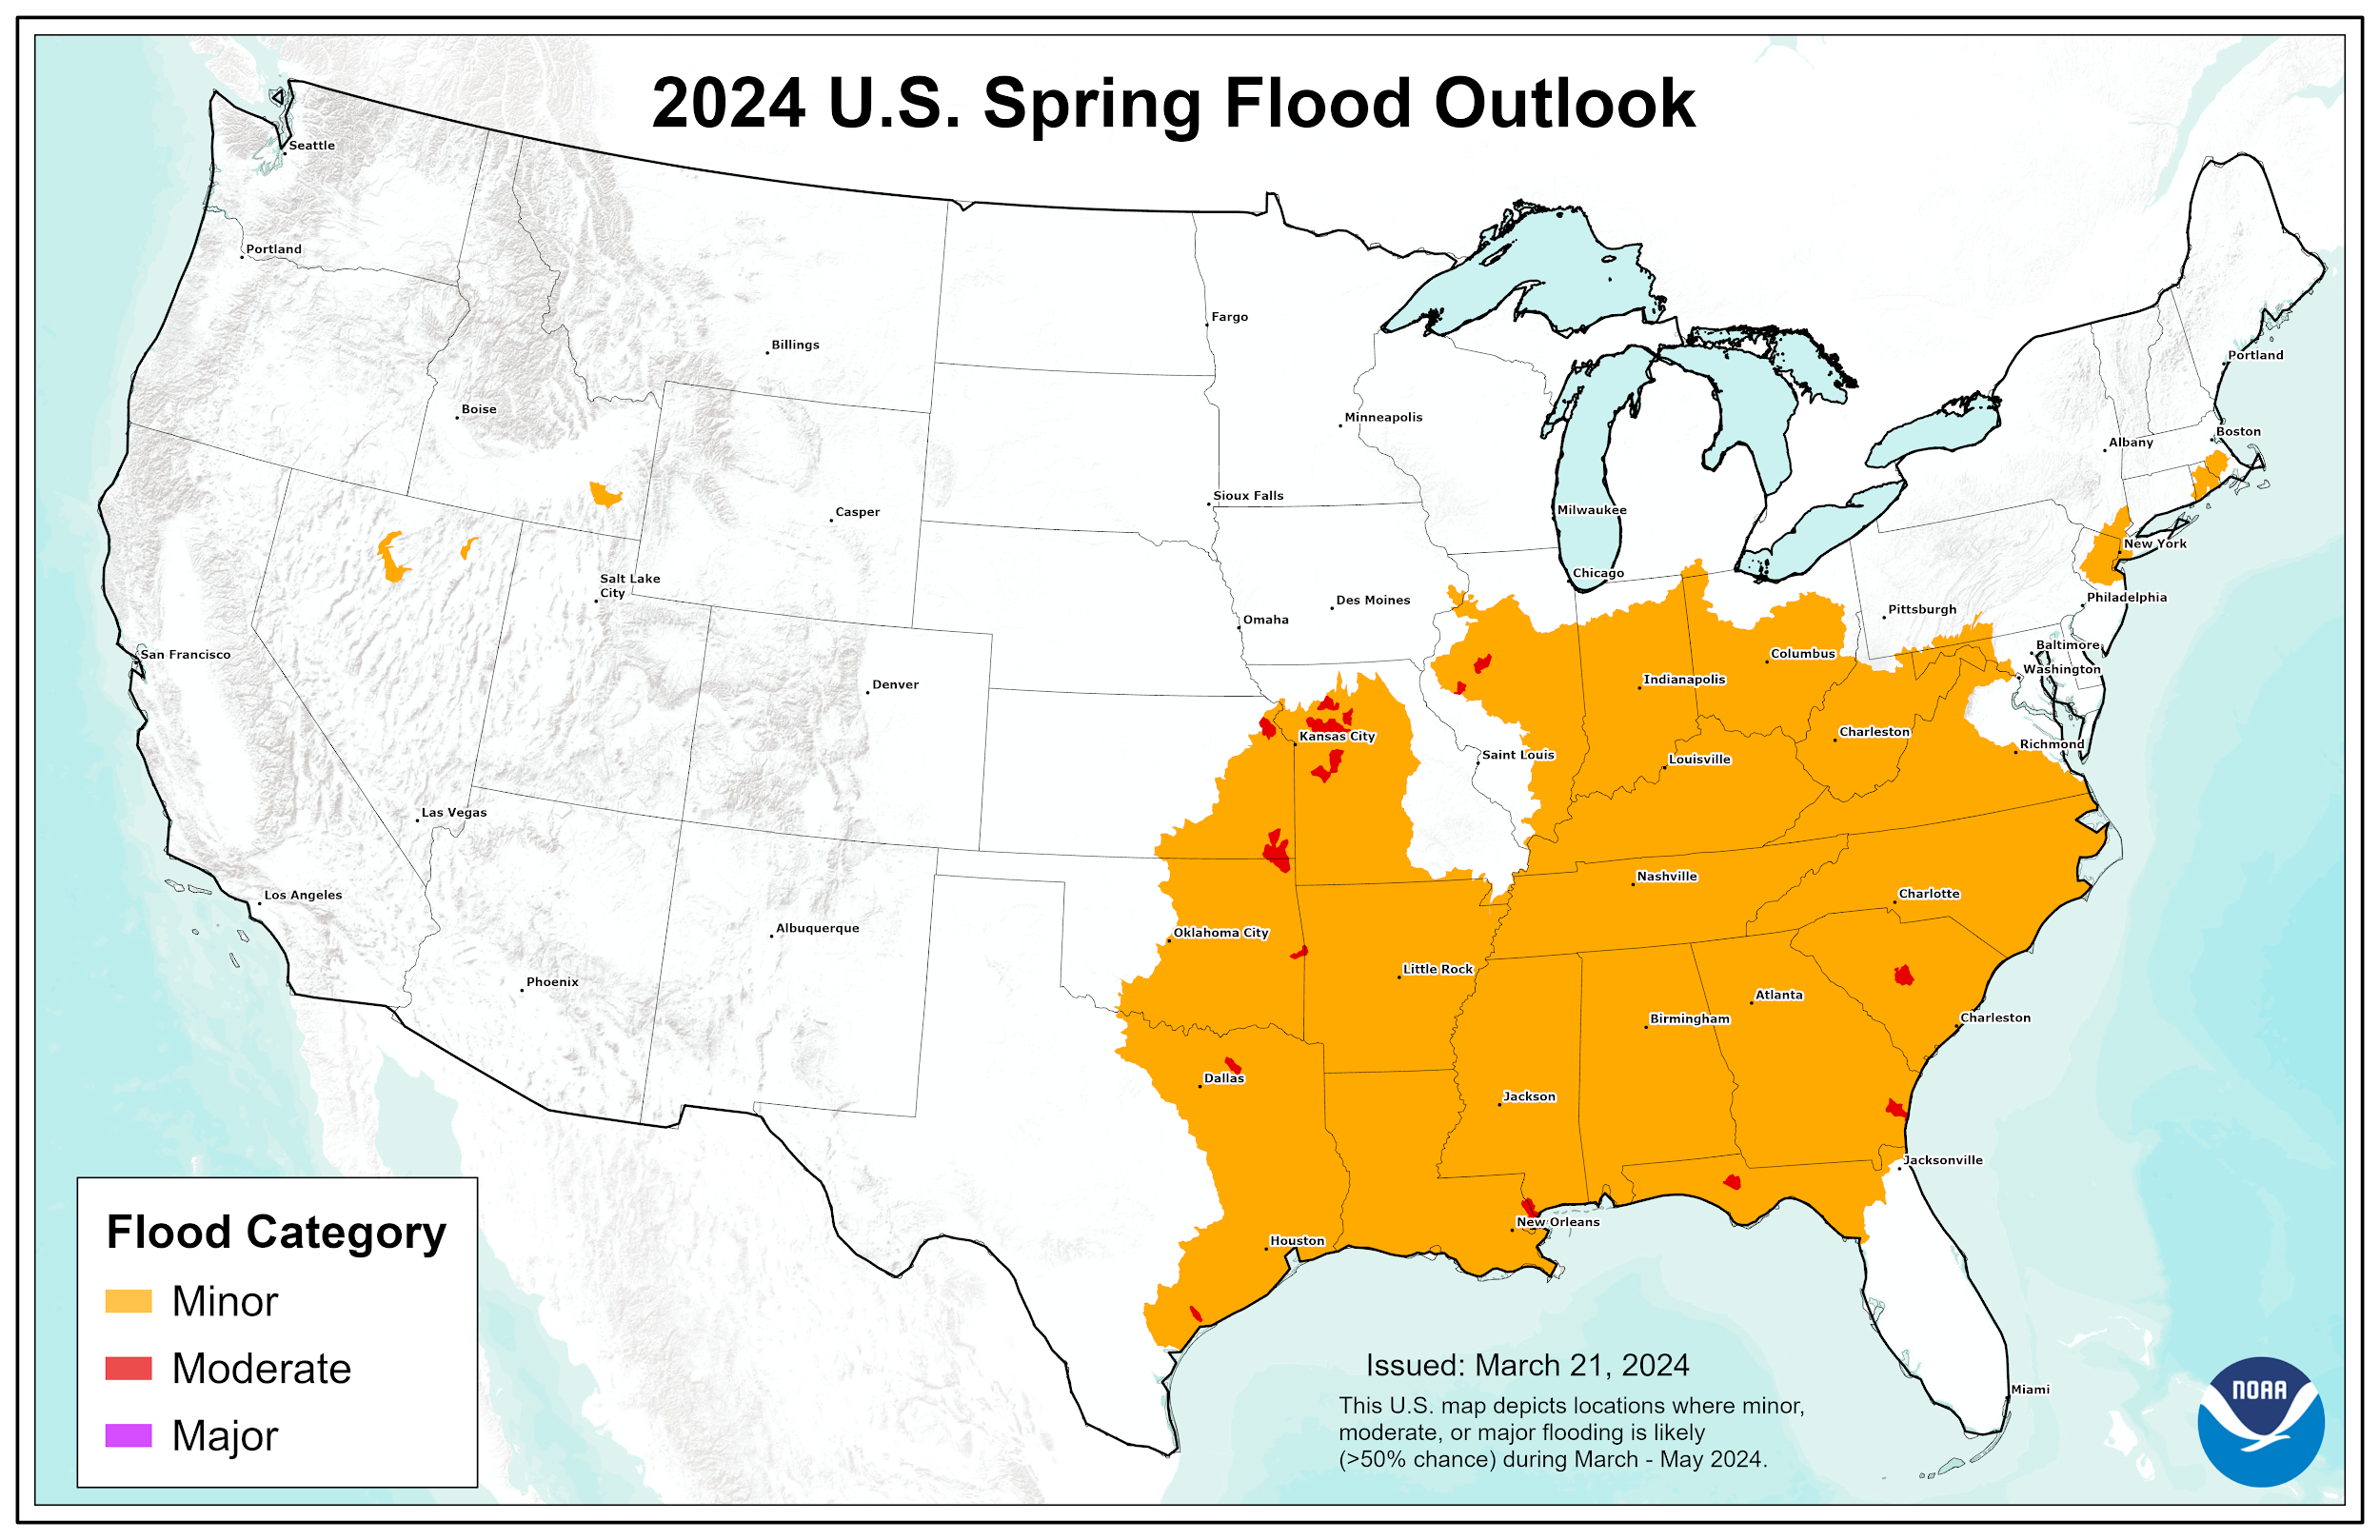 2024 U.S. Spring Flood Outlook
Seattle
Portland
Fargo
Billings
Portland
Boise
Minneapolis
Boston
Albany
Sioux Falls
Casper
Milwaukee
New York
Chicago
Salt Lake
City
Des Moines
Philadelphia
Pittsburgh
Omaha
Baltimore
San Francisco
Columbus
Washington
Denver
Indianapolis
Charleston
Kansas City
Richmond
Saint Louis
Louisville
Las Vegas
Nashville
Los Angeles
Charlotte
Albuquerque
Oklahoma City
Little Rock
Phoenix
Atlanta
Birmingham
Charleston
Dallas
Jackson
Jacksonville
New Orleans
Houston
Miami
Flood Category
Minor
Moderate
Major
Issued: March 21, 2024
This U.S. map depicts locations where minor,
moderate, or major flooding is likely
(>50% chance) during March - May 2024.
NOAA